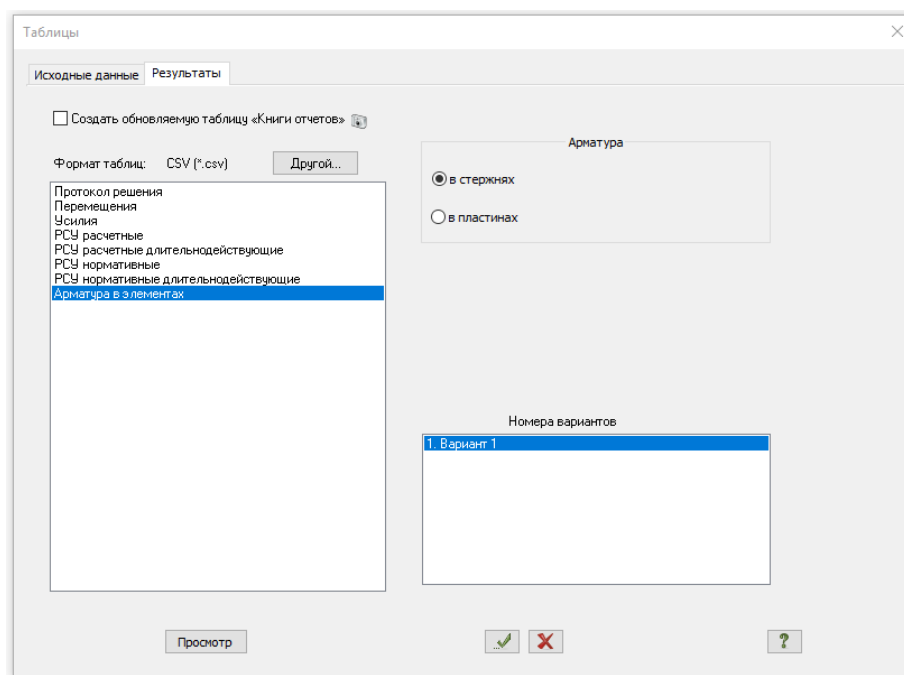 Таблицы
Исходные данные Результаты
Создать обновляемую таблицу «Книги отчетов»
Формат таблиц: CSV (*.csv) Другой...
Протокол решения
Перемещения
Усилия
РСУ расчетные
РСУ расчетные длительнодействующие
РСУ нормативные
РСУ нормативные длительнодействующие
Арматура в элементах
Арматура
в стержнях
в пластинах
Номера вариантов
1. Вариант 1
Просмотр
?